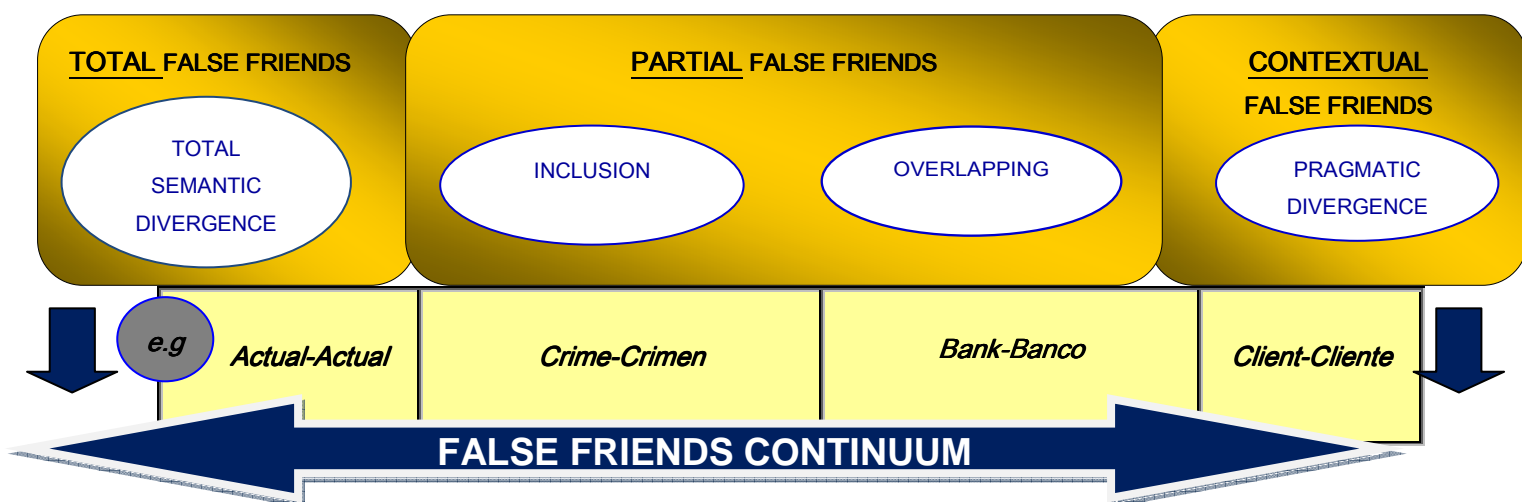 TOTAL FALSE FRIENDS
TOTAL
SEMANTIC
DIVERGENCE
PARTIAL FALSE FRIENDS
INCLUSION
OVERLAPPING
CONTEXTUAL
FALSE FRIENDS
PRAGMATIC
DIVERGENCE
e.g
Actual-Actual
Crime-Crimen
Bank-Banco
Client-Cliente
FALSE FRIENDS CONTINUUM